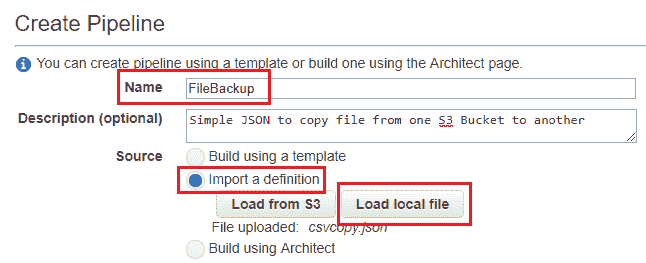 Create Pipeline
You can create pipeline using a template or build one using the Architect page.
Name FileBackup
Description (optional) Simple JSON to copy file from one S3 Bucket to another
Source Build using a template
Import a definition
Load from S3 Load local file
File uploaded: csvcopy.json
Build using Architect